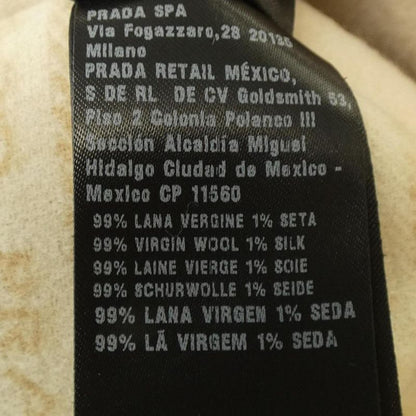 PRADA SPA
Via Fogazzaro,28 20135
Milano
PRADA RETAIL MÉXICO,
S DE RL DE CV Goldsmith 53,
Piso 2 Colonia Polanco III
Sección Alcaldía Miguel
Hidalgo Ciudad de Mexico -
Mexico CP 11560
99% LANA VERGINE 1% SETA
99% VIRGIN WOOL 1% SILK
99% LAINE VIERGE 1% SOIE
99% SCHURWOLLE 1% SEIDE
99% LANA VIRGEN 1% SEDA
99% LÃ VIRGEM 1% SEDA